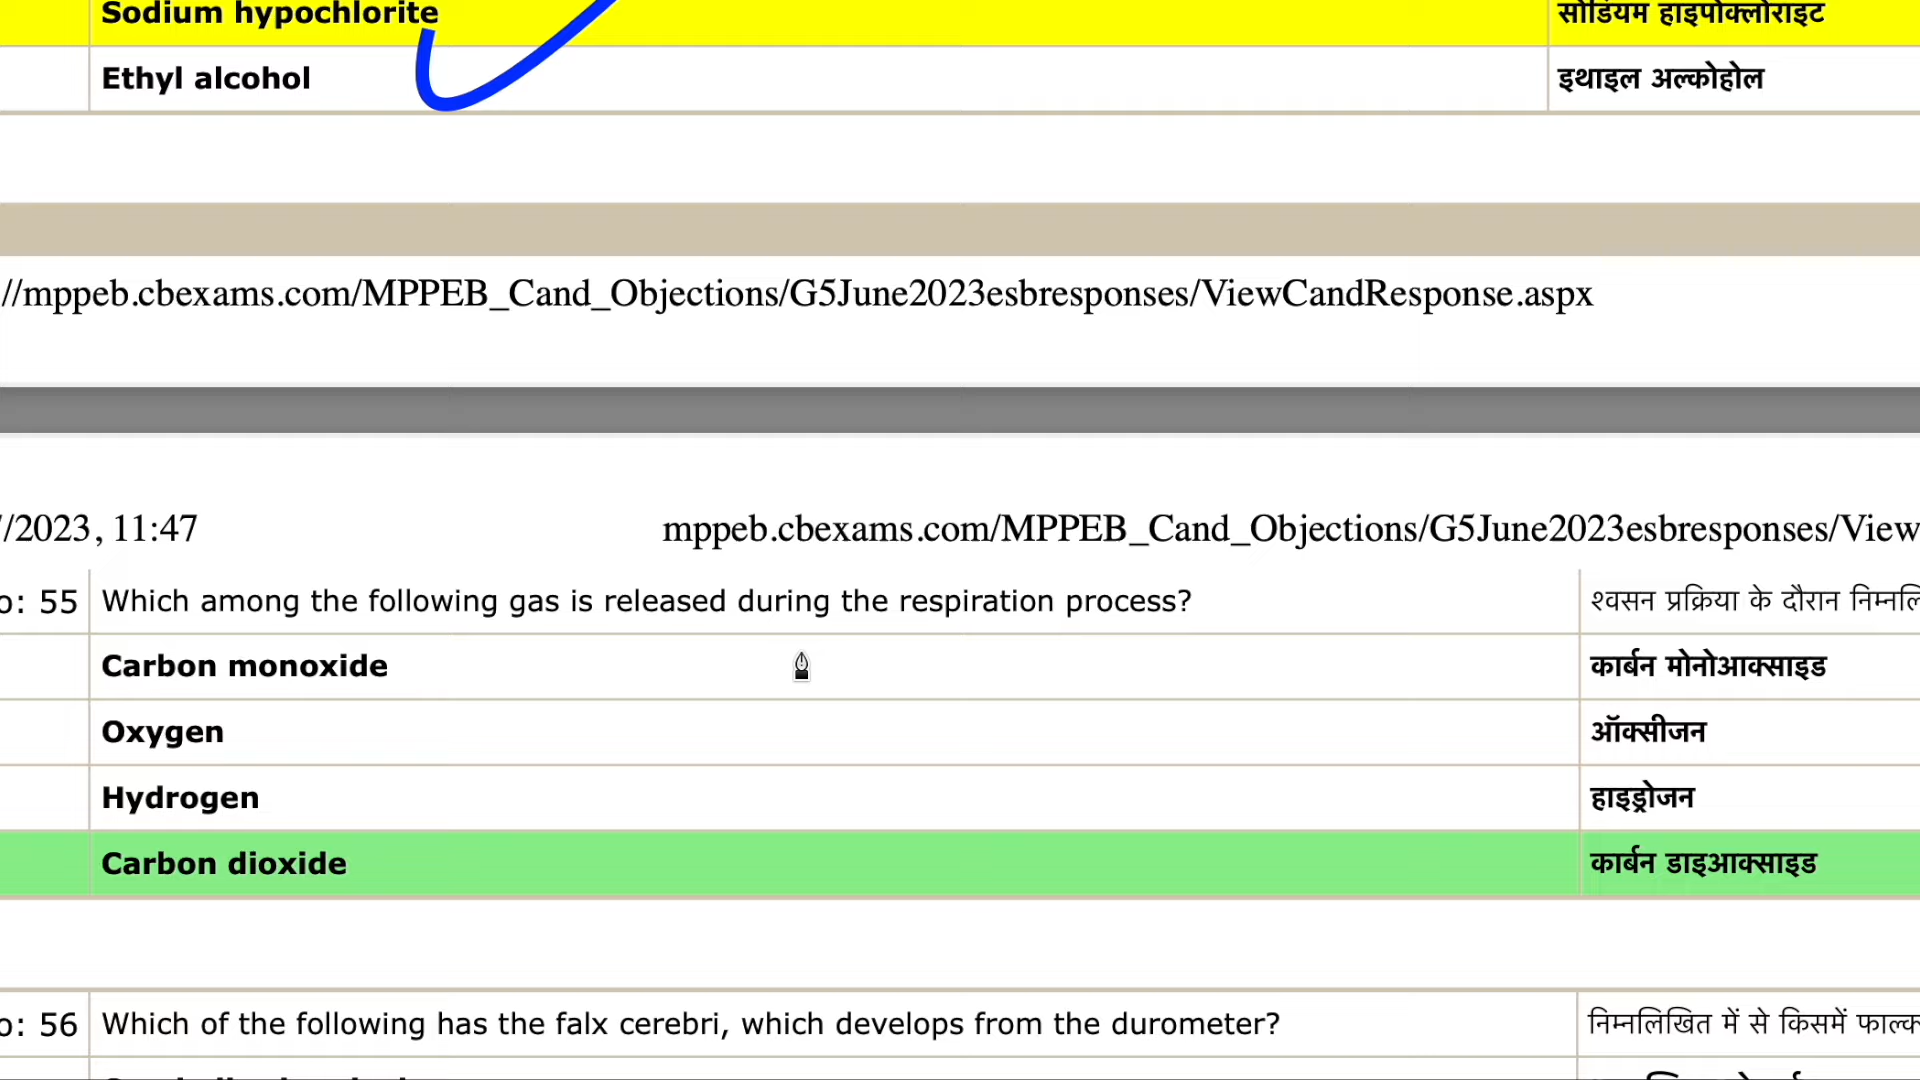 Sodium hypochlorite सोडियम हाइपोक्लोराइट
Ethyl alcohol इथाइल अल्कोहोल
//mppeb.cbexams.com/MPPEB_Cand_Objections/G5June2023esbresponses/ViewCandResponse.aspx
/2023, 11:47 mppeb.cbexams.com/MPPEB_Cand_Objections/G5June2023esbresponses/View
o: 55 Which among the following gas is released during the respiration process? श्वसन प्रक्रिया के दौरान
Carbon monoxide कार्बन मोनोआक्साइड
Oxygen ऑक्सीजन
Hydrogen हाइड्रोजन
Carbon dioxide कार्बन डाइआक्साइड
o: 56 Which of the following has the falx cerebri, which develops from the durometer? निम्नलिखित में से किसमें